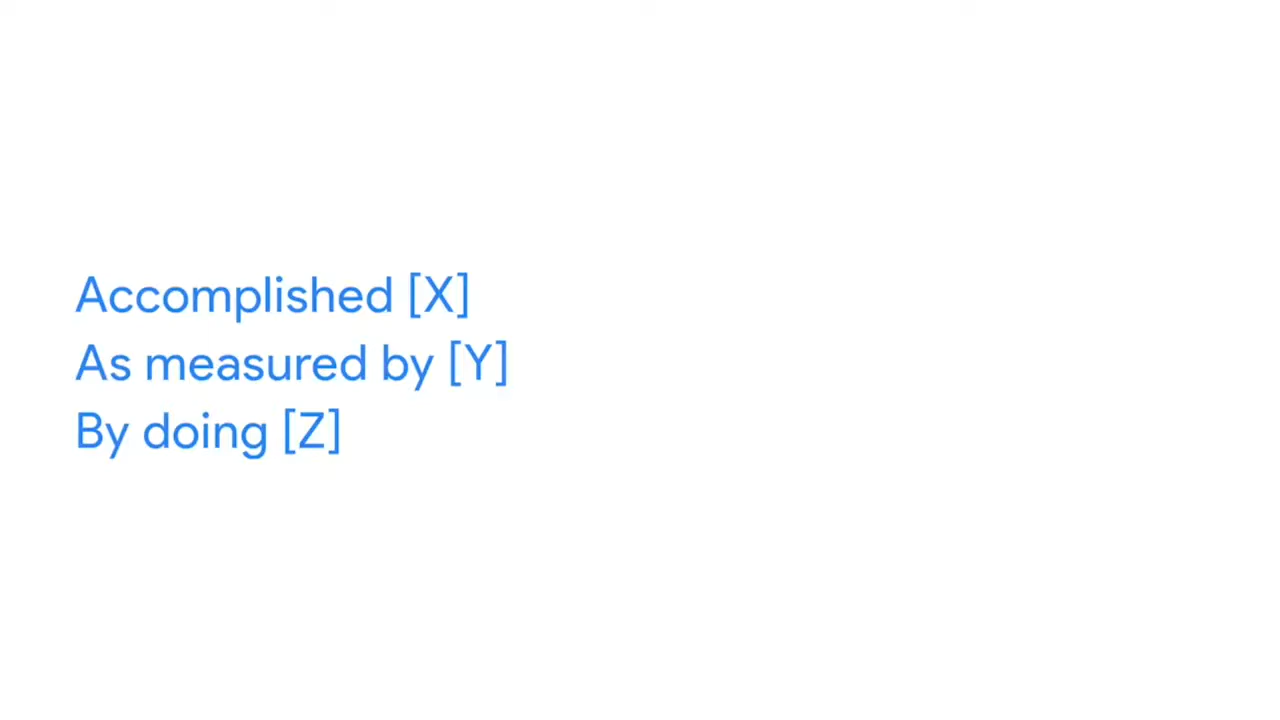 Accomplished [X]
As measured by [Y]
By doing [Z]